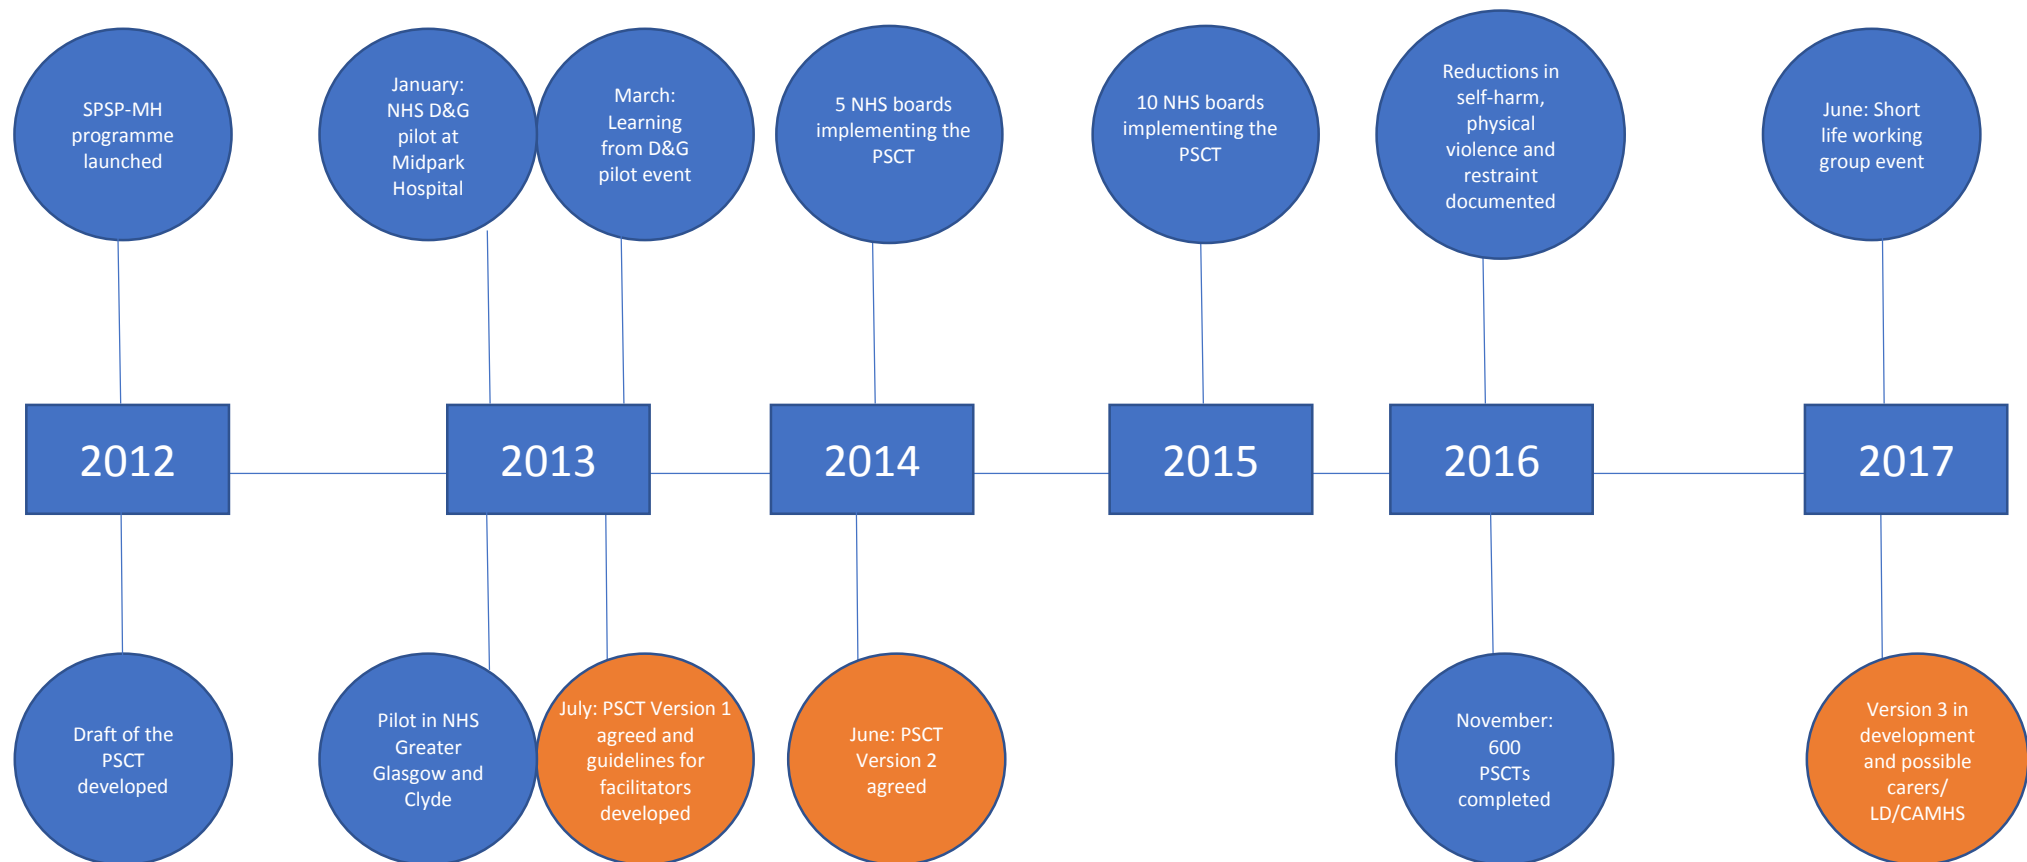 SPSP-MH
programme
launched
January:
NHS D&G
pilot at
Midpark
Hospital
March:
Learning
from D&G
pilot event
5 NHS boards
implementing the
PSCT
10 NHS boards
implementing the
PSCT
Reductions in
self-harm,
physical
violence and
restraint
documented
June: Short
life working
group event
2012
2013
2014
2015
2016
2017
Draft of the
PSCT
developed
Pilot in NHS
Greater
Glasgow and
Clyde
July: PSCT Version 1
agreed and
guidelines for
facilitators
developed
June: PSCT
Version 2
agreed
November:
600
PSCTs
completed
Version 3 in
development
and possible
carers/
LD/CAMHS